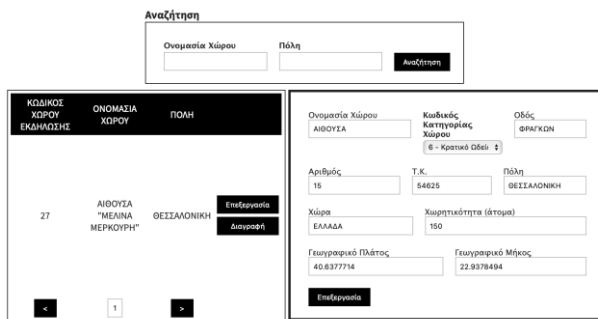 Αναζήτηση
Ονομασία Χώρου Πόλη
Αναζήτηση
ΚΩΔΙΚΟΣ ΧΩΡΟΥ ΕΚΔΗΛΩΣΗΣ
ΟΝΟΜΑΣΙΑ ΧΩΡΟΥ
ΠΟΛΗ
27
ΑΙΘΟΥΣΑ
"ΜΕΛΙΝΑ
ΜΕΡΚΟΥΡΗ"
ΘΕΣΣΑΛΟΝΙΚΗ
Επεξεργασία
Διαγραφή
< 1 >
Ονομασία Χώρου
ΑΙΘΟΥΣΑ
Κωδικός
Κατηγορίας
Χώρου
6 - Κρατικό Ωδεί
Οδός
ΦΡΑΓΚΩΝ
Αριθμός Τ.Κ. Πόλη
15 54625 ΘΕΣΣΑΛΟΝΙΚΗ
Χώρα Χωρητικότητα (άτομα)
ΕΛΛΑΔΑ 150
Γεωγραφικό Πλάτος Γεωγραφικό Μήκος
40.6377714 22.9378494
Επεξεργασία